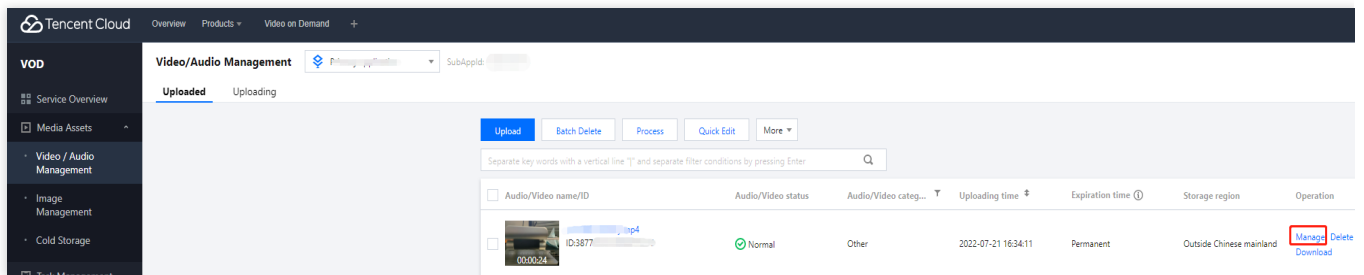 Tencent Cloud Overview Products Video on Demand +
VOD
Video/Audio Management SubAppId:
Uploaded Uploading
Service Overview
Media Assets
Upload Batch Delete Process Quick Edit More
Video / Audio
Management
Separate key words with a vertical line "|" and separate filter conditions by pressing Enter
Audio/Video name/ID Audio/Video status Audio/Video categ... Uploading time Expiration time Storage region Operation
Image
Management
Cold Storage
mp4
ID:3877
00:00:24
Normal Other 2022-07-21 16:34:11 Permanent Outside Chinese mainland
Manage Delete
Download